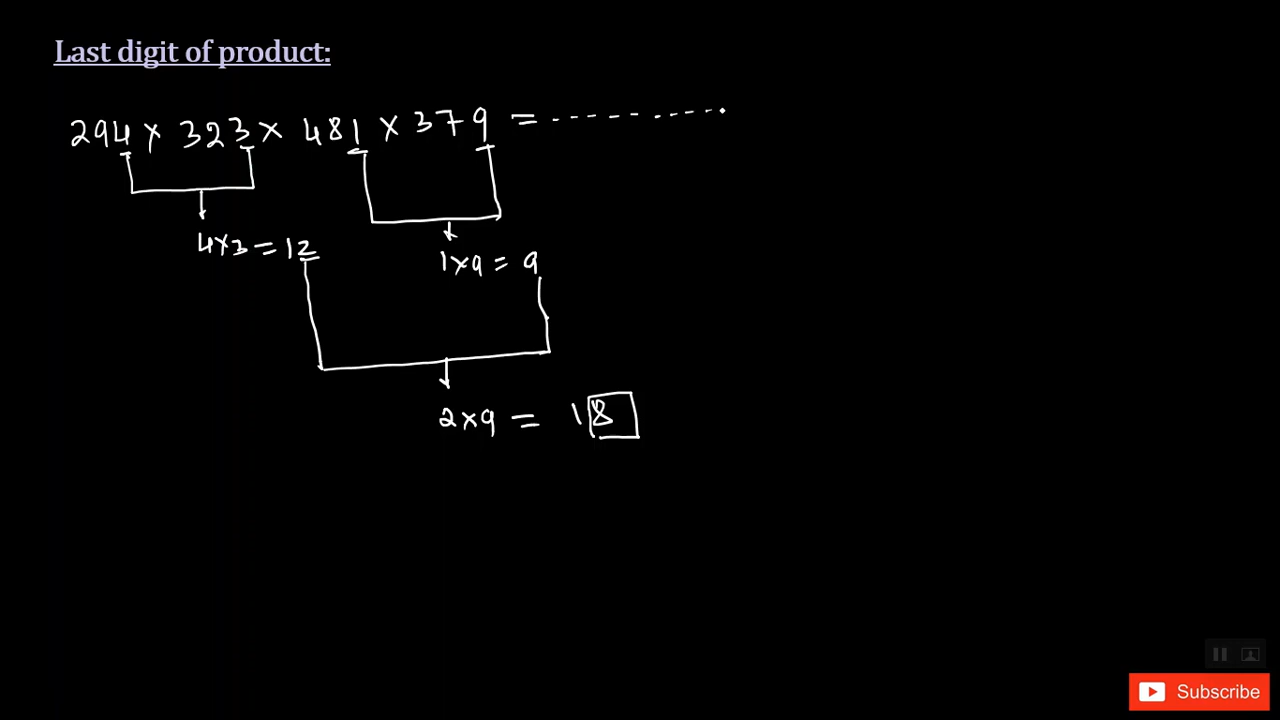 Last digit of product:
294 × 323 × 481 × 379 = ...........
4×3 = 12
1×9 = 9
2×9 = 18
Subscribe